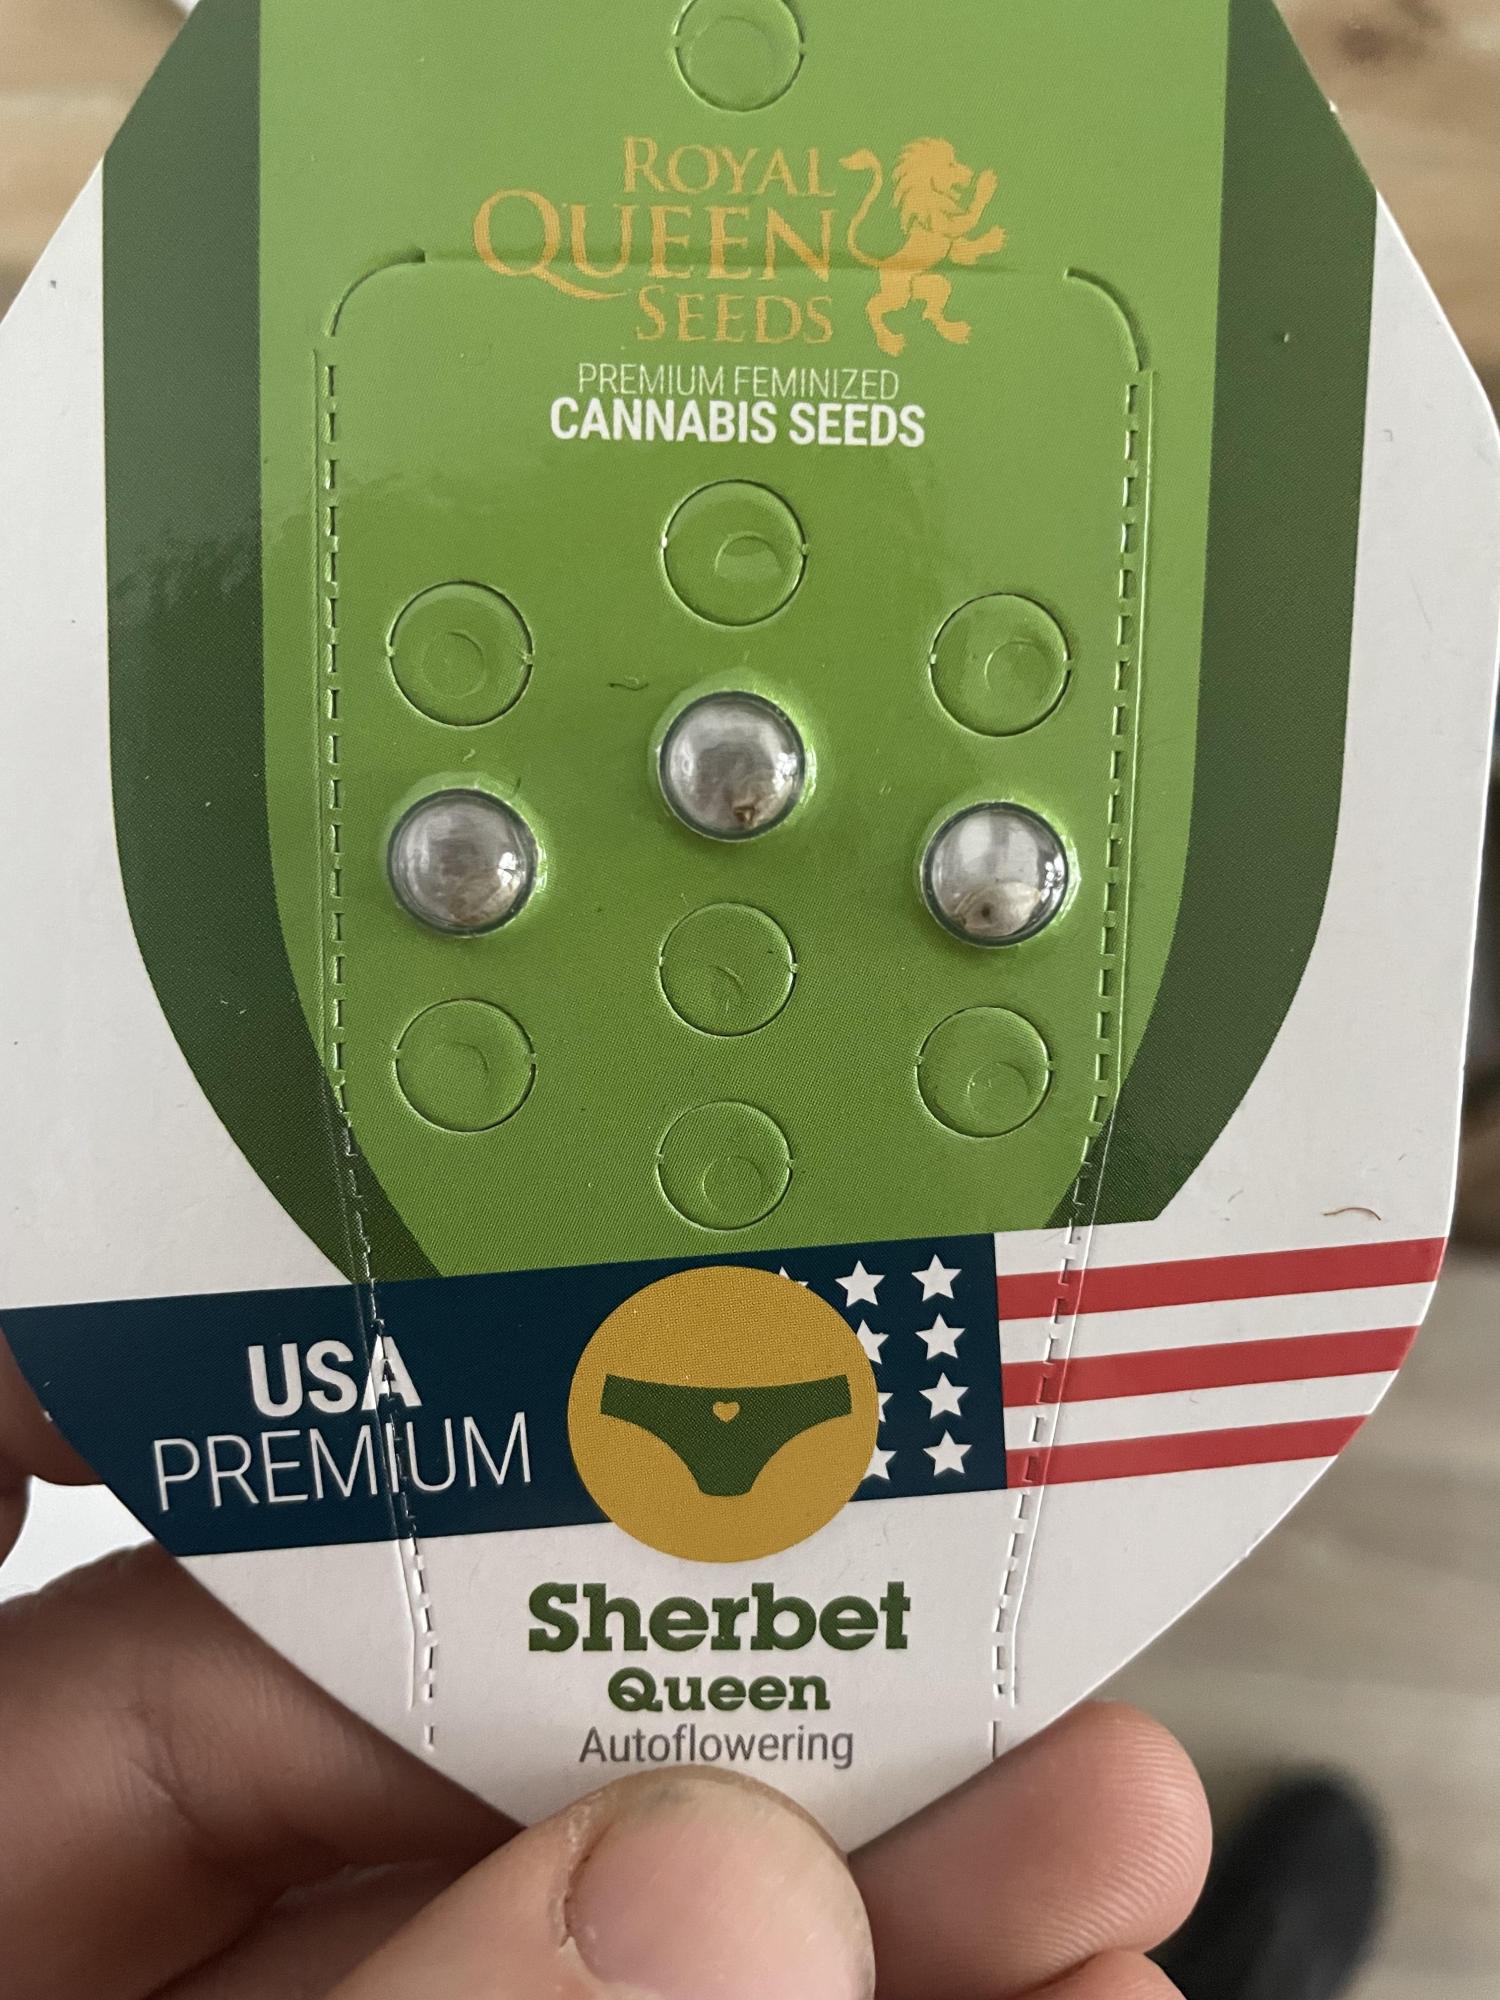 ROYAL
QUEEN
SEEDS
PREMIUM FEMINIZED
CANNABIS SEEDS
USA
PREMIUM
Sherbet
Queen
Autoflowering